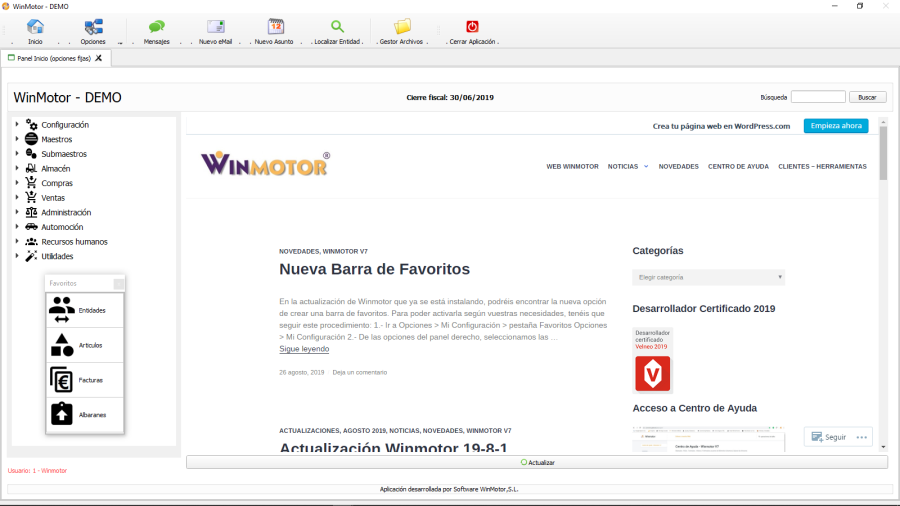 WinMotor - DEMO
Inicio
Opciones
Mensajes
Nuevo eMail
Nuevo Asunto
Localizar Entidad
Gestor Archivos
Cerrar Aplicación
Panel Inicio (opciones fijas)
WinMotor - DEMO
Cierre fiscal: 30/06/2019
Búsqueda
Buscar
Configuración
Maestros
Submaestros
Almacén
Compras
Ventas
Administración
Automoción
Recursos humanos
Utilidades
Favoritos
Entidades
Articulos
Facturas
Albaranes
Usuario: 1 - Winmotor
Crea tu página web en WordPress.com
Empieza ahora
WINMOTOR®
WEB WINMOTOR NOTICIAS NOVEDADES CENTRO DE AYUDA CLIENTES – HERRAMIENTAS
NOVEDADES, WINMOTOR V7
Nueva Barra de Favoritos
En la actualización de Winmotor que ya se está instalando, podréis encontrar la nueva opción
de crear una barra de favoritos. Para poder activarla según vuestras necesidades, tenéis que
seguir este procedimiento: 1.- Ir a Opciones > Mi Configuración > pestaña Favoritos Opciones
> Mi Configuración 2.- De las opciones del panel derecho, seleccionamos las …
Sigue leyendo
26 agosto, 2019 Deja un comentario
ACTUALIZACIONES, AGOSTO 2019, NOTICIAS, NOVEDADES, WINMOTOR V7
Actualización Winmotor 19-8-1
Categorías
Elegir categoría
Desarrollador Certificado 2019
Desarrollador
certificado
Velneo 2019
Acceso a Centro de Ayuda
Centro de Ayuda - Winmotor V7
Seguir
Actualizar
Aplicación desarrollada por Software WinMotor,S.L.